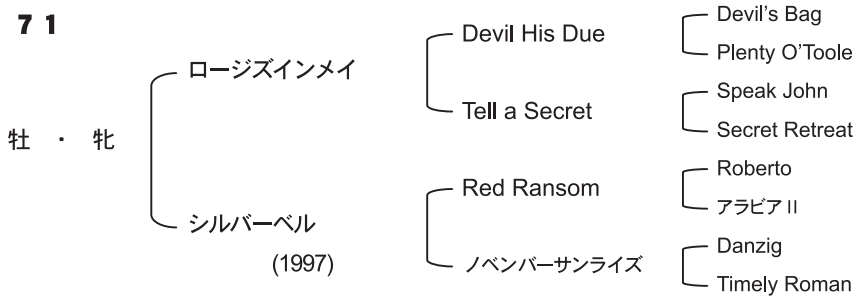 71
牡 ・ 牝
ロージズインメイ
シルバーベル
(1997)
Devil His Due
Tell a Secret
Red Ransom
ノベンバーサンライズ
Devil's Bag
Plenty O'Toole
Speak John
Secret Retreat
Roberto
アラビアⅡ
Danzig
Timely Roman